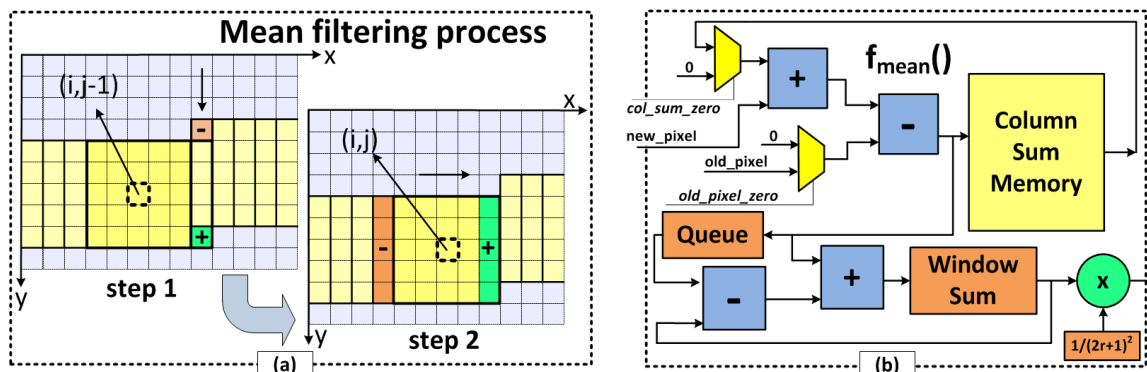 Mean filtering process
x
(i,j-1)
-
+
y
step 1
x
(i,j)
-
+
y
step 2
(a)
0
col_sum_zero
new_pixel
+
f mean()
-
0
old_pixel
old_pixel_zero
Column
Sum
Memory
Queue
-
+
Window
Sum
x
1/(2r+1)²
(b)